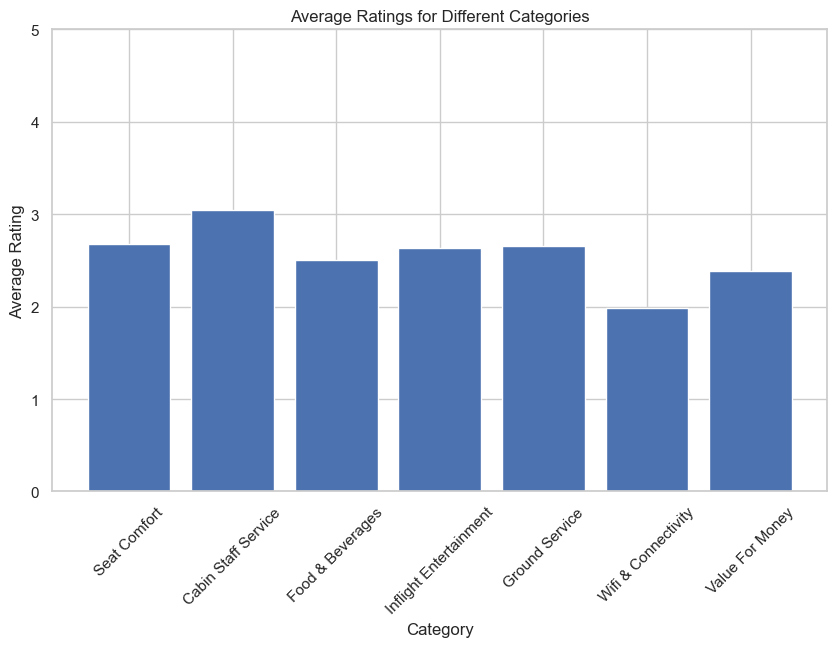 Average Ratings for Different Categories
5
4
3
2
1
0
Average Rating
Seat Comfort
Cabin Staff Service
Food & Beverages
Inflight Entertainment
Ground Service
Wifi & Connectivity
Value For Money
Category